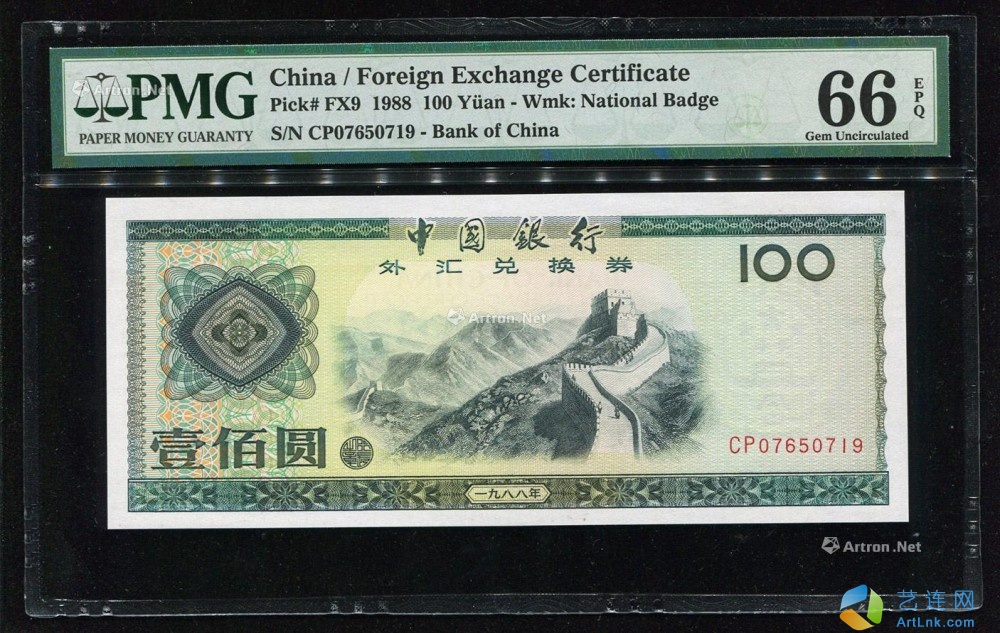 China / Foreign Exchange Certificate
PMG
Pick# FX9 1988 100 Yüan - Wmk: National Badge
PAPER MONEY GUARANTY
S/N CP07650719 - Bank of China
66
EPQ
Gem Uncirculated
中國銀行
外汇兑换券
100
Artron.Net
壹佰圆
CP07650719
一九八八年
Artron.Net
艺连网
ArtLnk.com